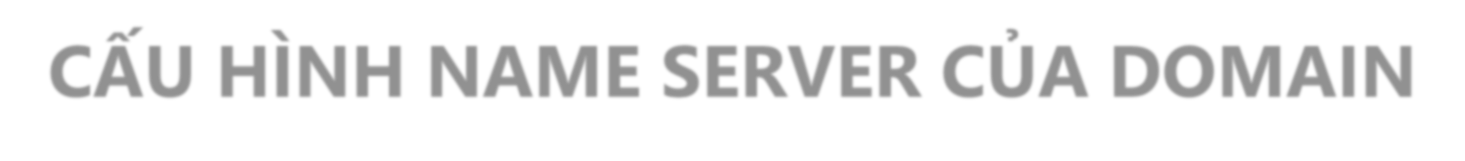 CẤU HÌNH NAME SERVER CỦA DOMAIN